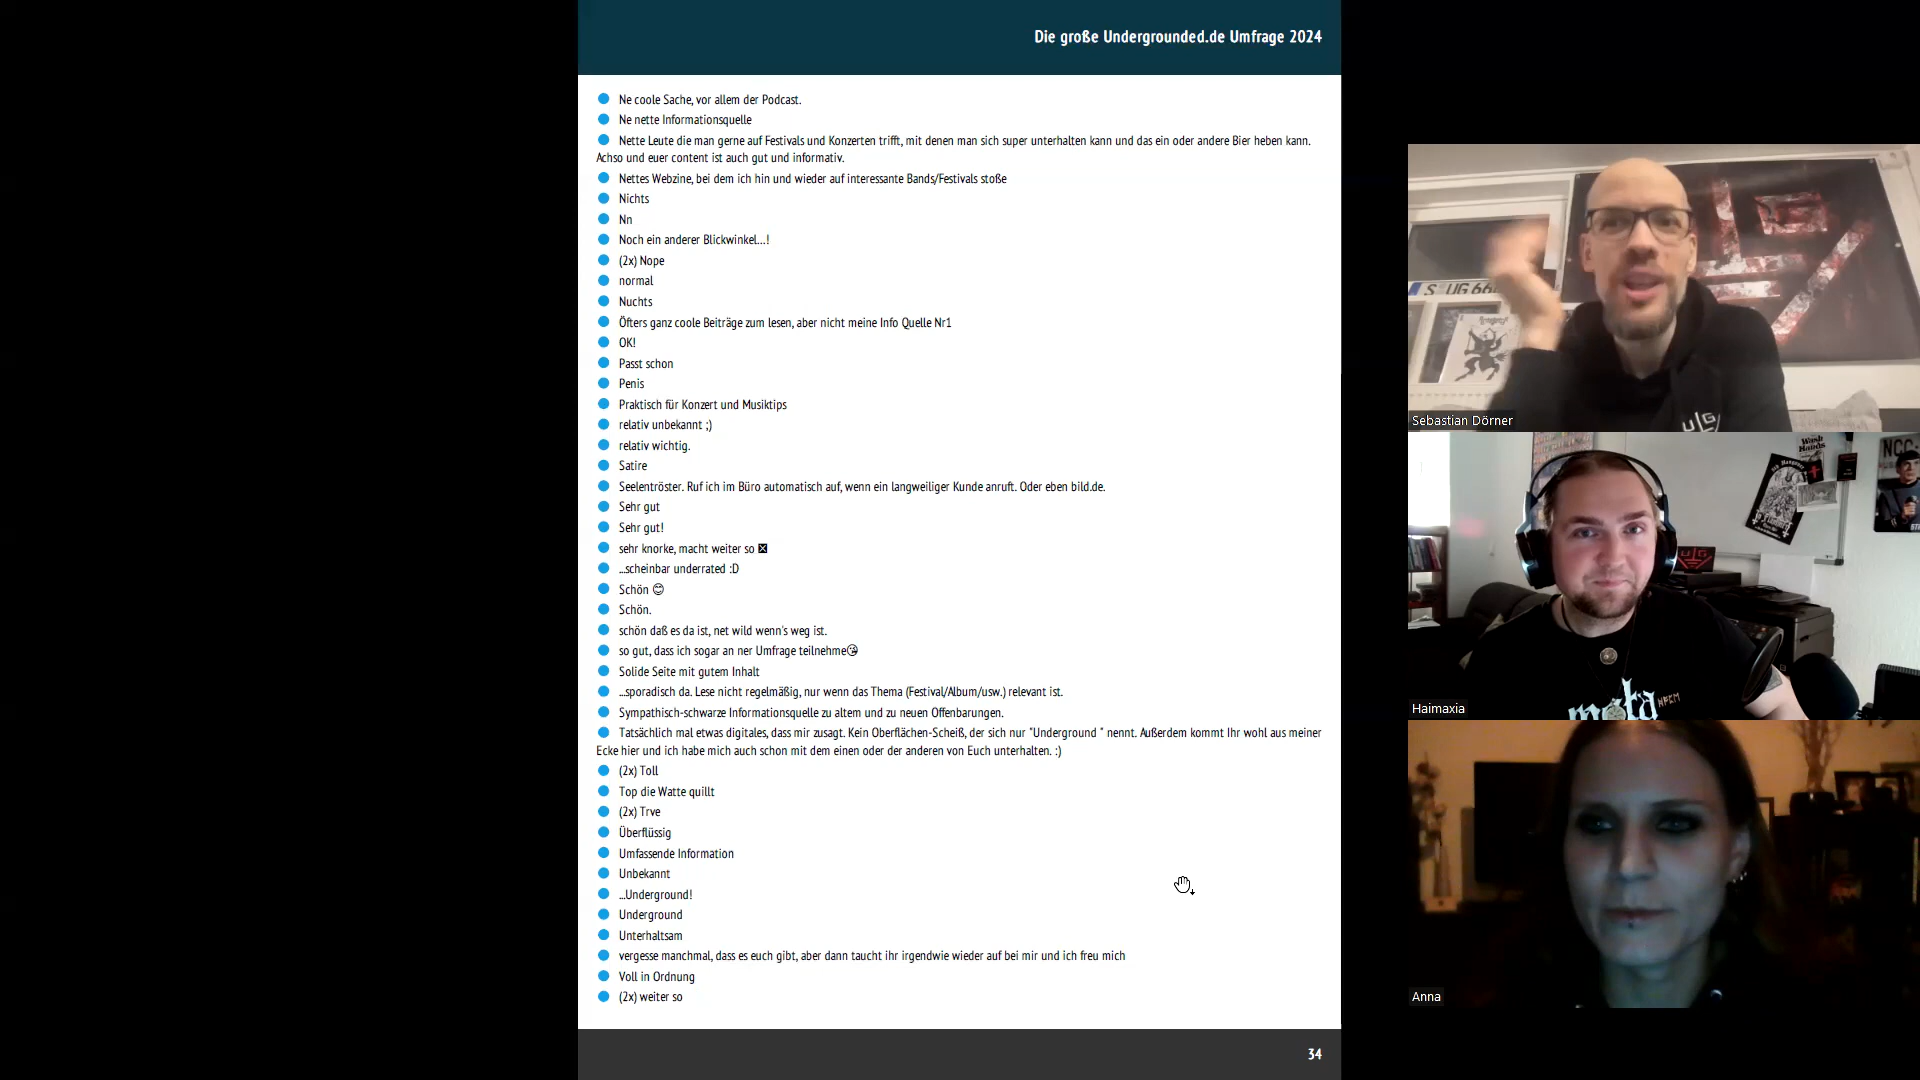 Die große Undergrounded.de Umfrage 2024
Ne coole Sache, vor allem der Podcast.
Ne nette Informationsquelle
Nette Leute die man gerne auf Festivals und Konzerten trifft, mit denen man sich super unterhalten kann und das ein oder andere Bier heben kann.
Achso und euer content ist auch gut und informativ.
Nettes Webzine, bei dem ich hin und wieder auf interessante Bands/Festivals stoße
Nichts
Nn
Noch ein anderer Blickwinkel...!
(2x) Nope
normal
Nuchts
Öfters ganz coole Beiträge zum lesen, aber nicht meine Info Quelle Nr1
OK!
Passt schon
Penis
Praktisch für Konzert und Musiktips
relativ unbekannt ;)
relativ wichtig.
Satire
Seelentröster. Ruf ich im Büro automatisch auf, wenn ein langweiliger Kunde anruft. Oder eben bild.de.
Sehr gut
Sehr gut!
sehr knorke, macht weiter so
...scheinbar underrated :D
Schön 😊
Schön.
schön daß es da ist, net wild wenn's weg ist.
so gut, dass ich sogar an ner Umfrage teilnehme😘
Solide Seite mit gutem Inhalt
...sporadisch da. Lese nicht regelmäßig, nur wenn das Thema (Festival/Album/usw.) relevant ist.
Sympathisch-schwarze Informationsquelle zu altem und zu neuen Offenbarungen.
Tatsächlich mal etwas digitales, dass mir zusagt. Kein Oberflächen-Scheiß, der sich nur "Underground " nennt. Außerdem kommt Ihr wohl aus meiner
Ecke hier und ich habe mich auch schon mit dem einen oder der anderen von Euch unterhalten. :)
(2x) Toll
Top die Watte quillt
(2x) Trve
Überflüssig
Umfassende Information
Unbekannt
...Underground!
Underground
Unterhaltsam
vergesse manchmal, dass es euch gibt, aber dann taucht ihr irgendwie wieder auf bei mir und ich freu mich
Voll in Ordnung
(2x) weiter so
34
S UG 66
UG
Sebastian Dörner
Wash
Hands
NCC-
UG
Haimaxia
Anna